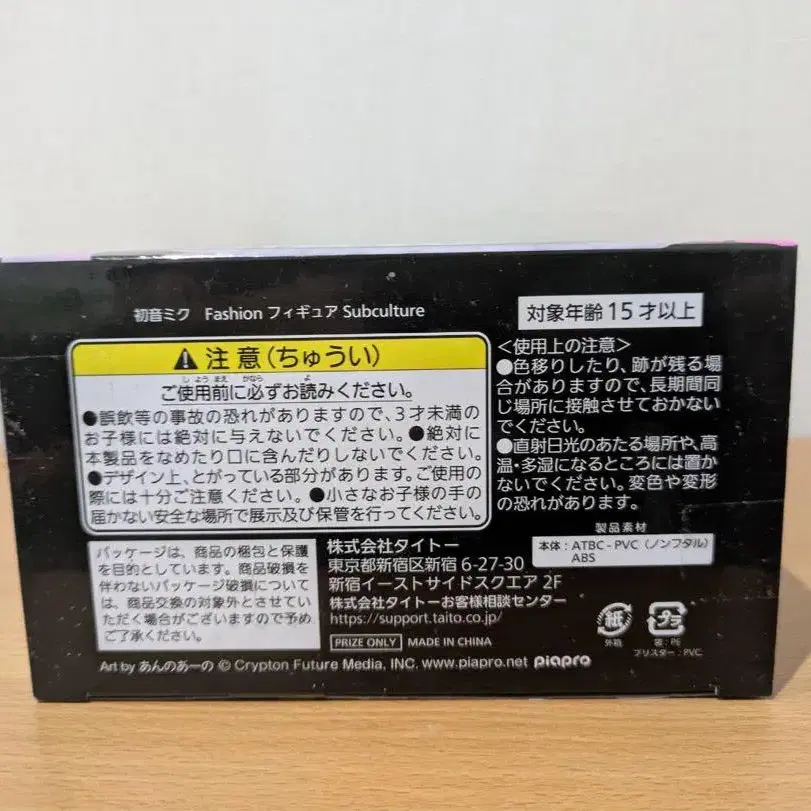 初音ミク Fashion フィギュア Subculture
対象年齢 15 才以上
⚠ 注意(ちゅうい)
ご使用前に必ずお読みください。
しようまえ かなら よ
●誤飲等の事故の恐れがありますので、3才未満の
お子様には絶対に与えないでください。●絶対に
本製品をなめたり口に含んだりしないでください。
●デザイン上、とがっている部分があります。ご使用の
際には十分ご注意ください。●小さなお子様の手の
届かない安全な場所で展示及び保管を行ってください。
<使用上の注意>
●色移りしたり、跡が残る場
合がありますので、長期間同
じ場所に接触させておかない
でください。
●直射日光のあたる場所や、高
温・多湿になるところには置か
ないでください。変色や変形
の恐れがあります。
製品素材
本体:ATBC-PVC(ノンフタル)
ABS
パッケージは、商品の梱包と保護
を目的としています。商品破損を
伴わないパッケージ破損について
は、商品交換の対象外とさせてい
ただく場合がございますので予め
ご了承ください。
株式会社タイトー
東京都新宿区新宿 6-27-30
新宿イーストサイドスクエア 2F
株式会社タイトーお客様相談センター
https://support.taito.co.jp/
PRIZE ONLY MADE IN CHINA
紙
外箱
プラ
袋:PE
ブリスター:PVC
Art by あんのあーの © Crypton Future Media, INC. www.piapro.net piapro